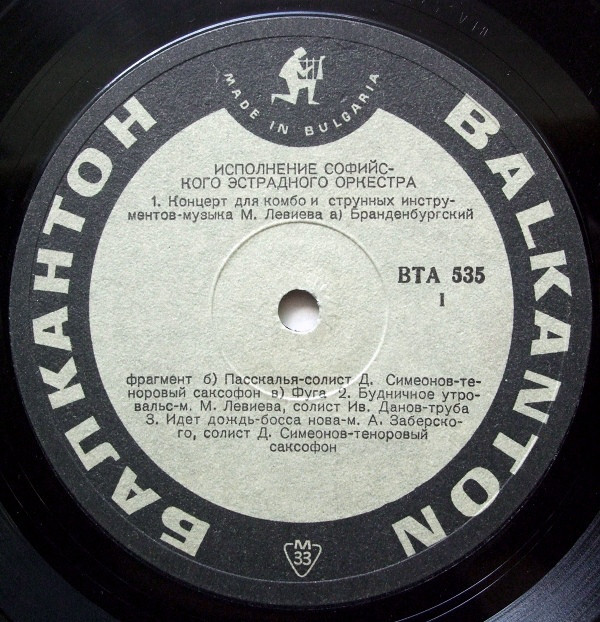 MADE IN BULGARIA
БАЛКАНТОН
BALKANTON
ИСПОЛНЕНИЕ СОФИЙС-
КОГО ЭСТРАДНОГО ОРКЕСТРА
1. Концерт для комбо и струнных инстру-
ментов-музыка М. Левиева а) Бранденбургский
ВТА 535
1
фрагмент б) Пасскалья-солист Д. Симеонов-те-
норовый саксофон в) Фуга 2. Будничное утро-
вальс-м. М. Левиева, солист Ив. Данов-труба
3. Идет дождь-босса нова-м. А. Заберско-
го, солист Д. Симеонов-теноровый
саксофон
М
33